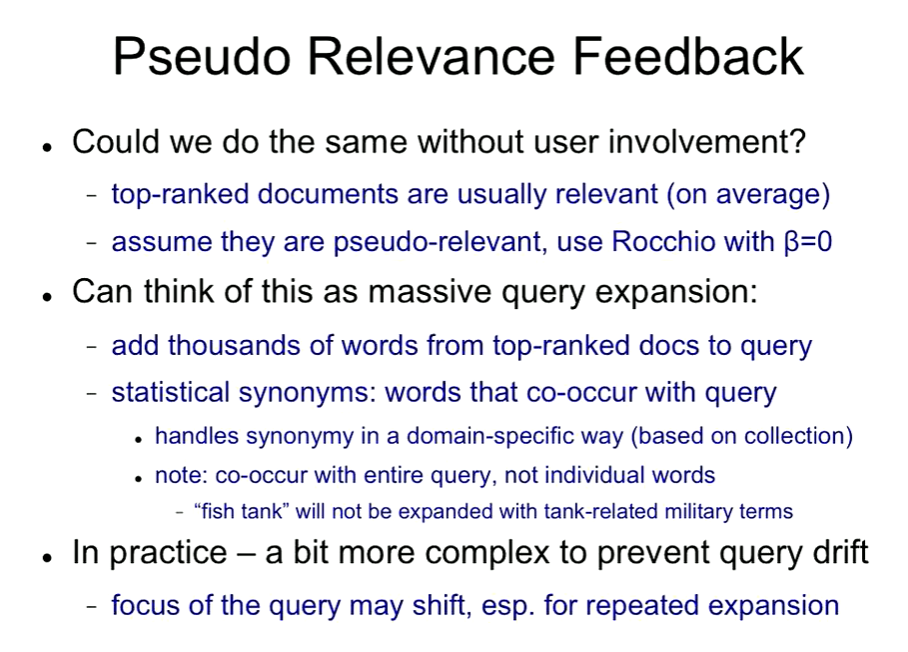 Pseudo Relevance Feedback
• Could we do the same without user involvement?
– top-ranked documents are usually relevant (on average)
– assume they are pseudo-relevant, use Rocchio with β=0
• Can think of this as massive query expansion:
– add thousands of words from top-ranked docs to query
– statistical synonyms: words that co-occur with query
• handles synonymy in a domain-specific way (based on collection)
• note: co-occur with entire query, not individual words
– “fish tank” will not be expanded with tank-related military terms
• In practice – a bit more complex to prevent query drift
– focus of the query may shift, esp. for repeated expansion